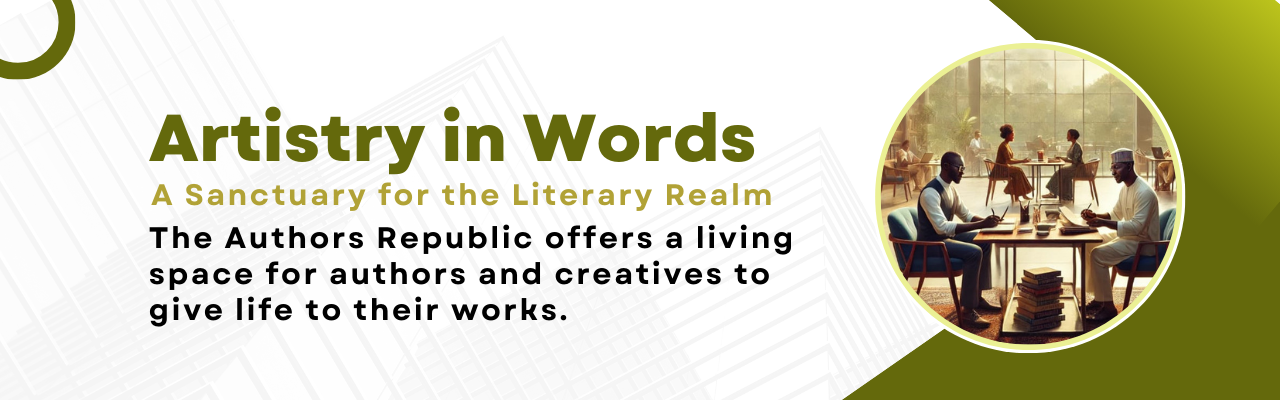 Artistry in Words
A Sanctuary for the Literary Realm
The Authors Republic offers a living
space for authors and creatives to
give life to their works.